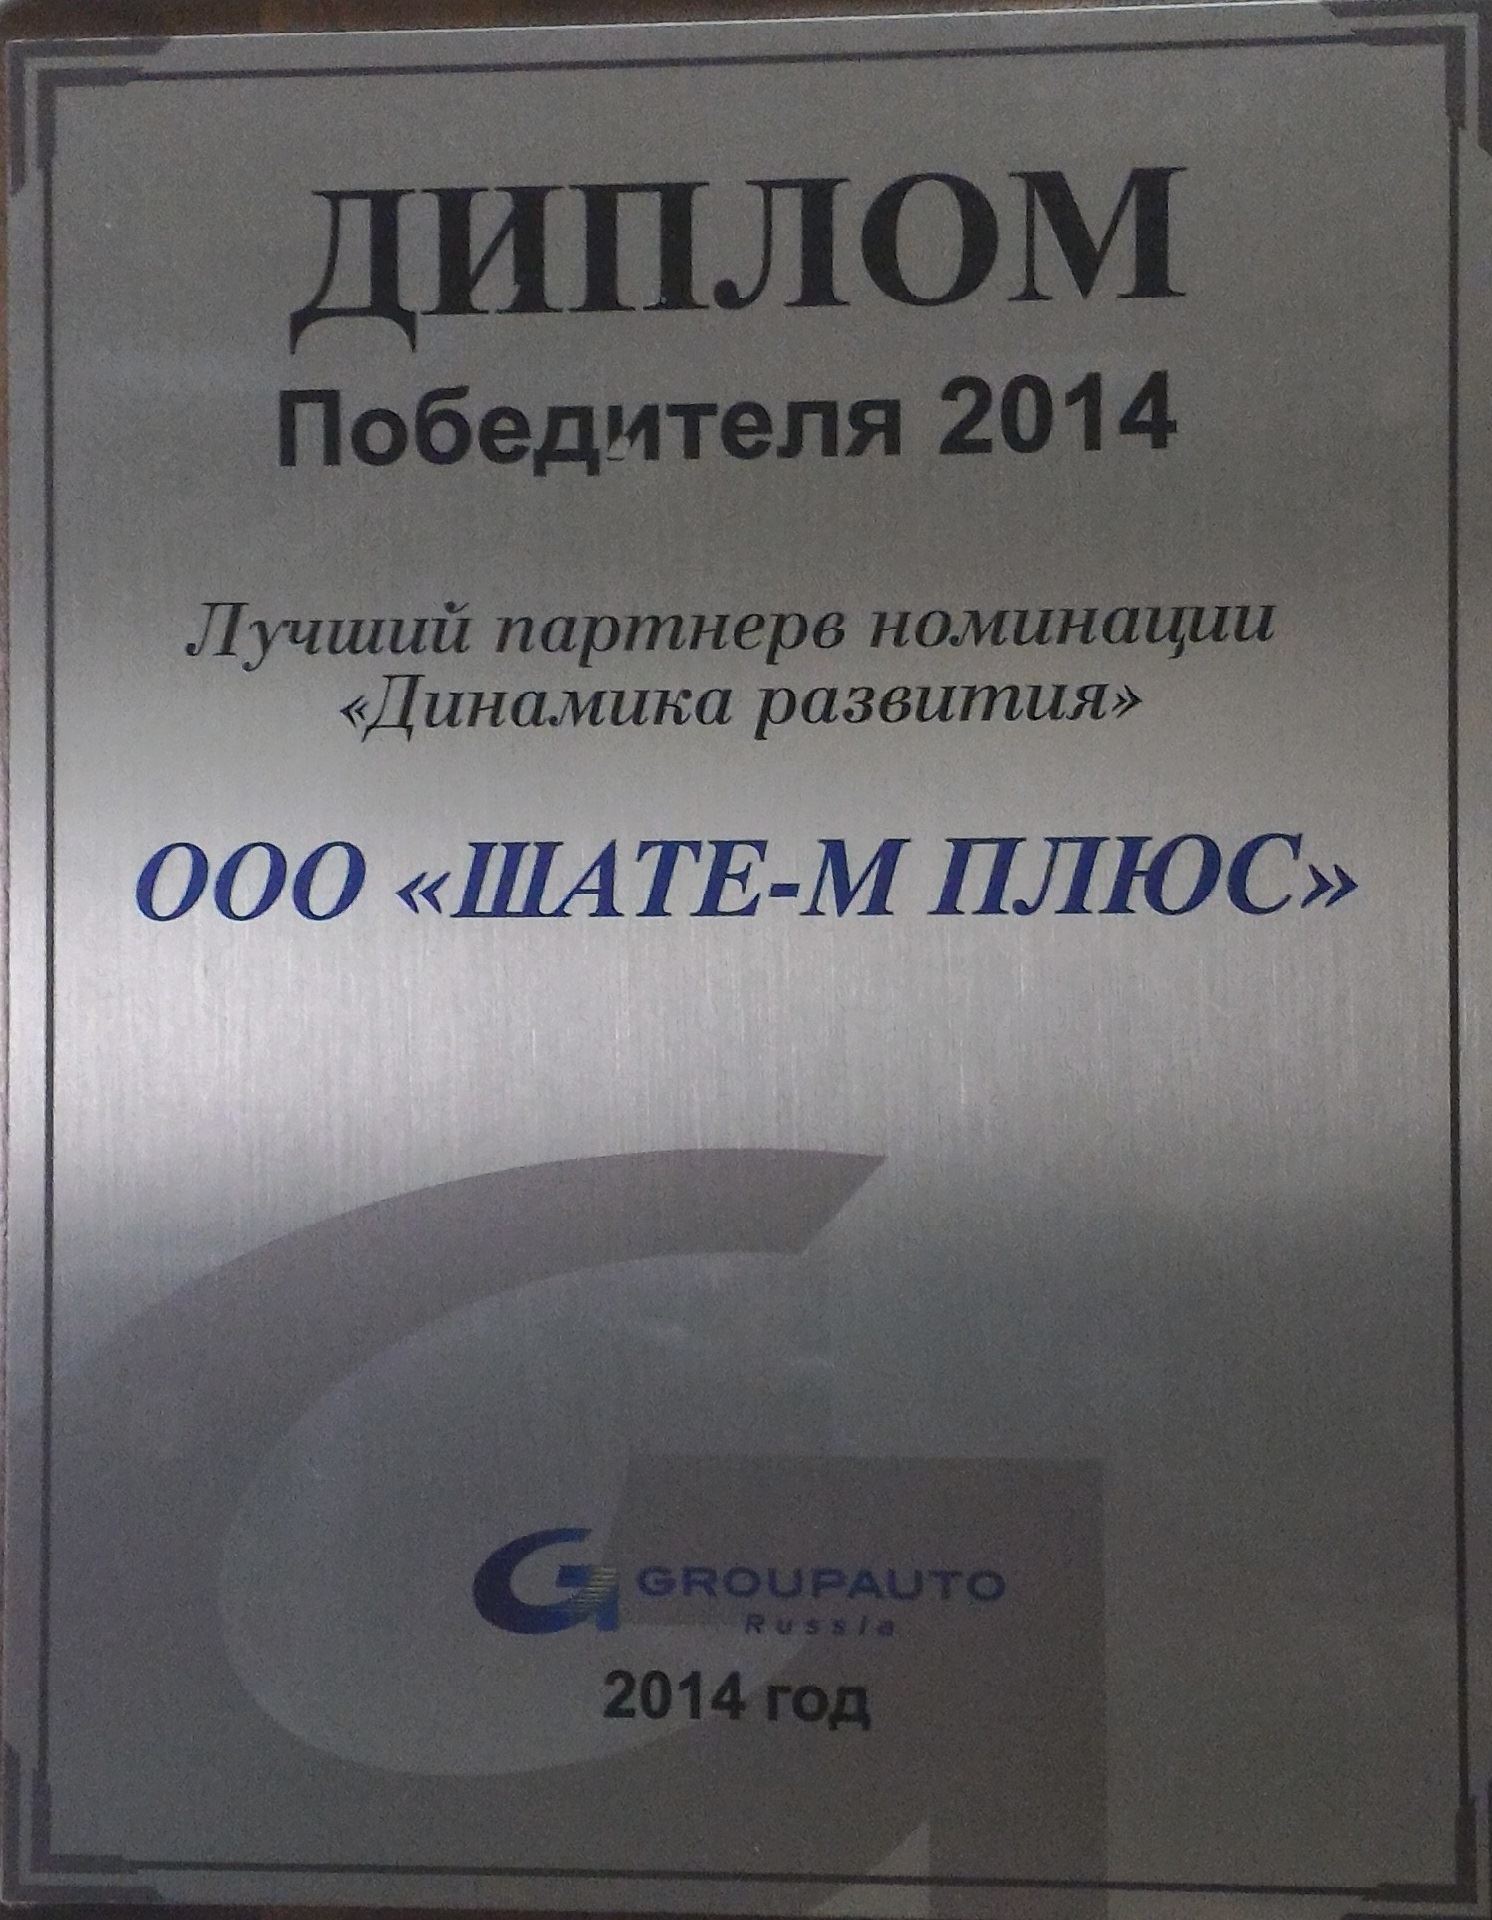 ДИПЛОМ
Победителя 2014
Лучший партнерв номинации
«Динамика развития»
ООО «ШАТЕ-М ПЛЮС»
GROUPAUTO
Russia
2014 год